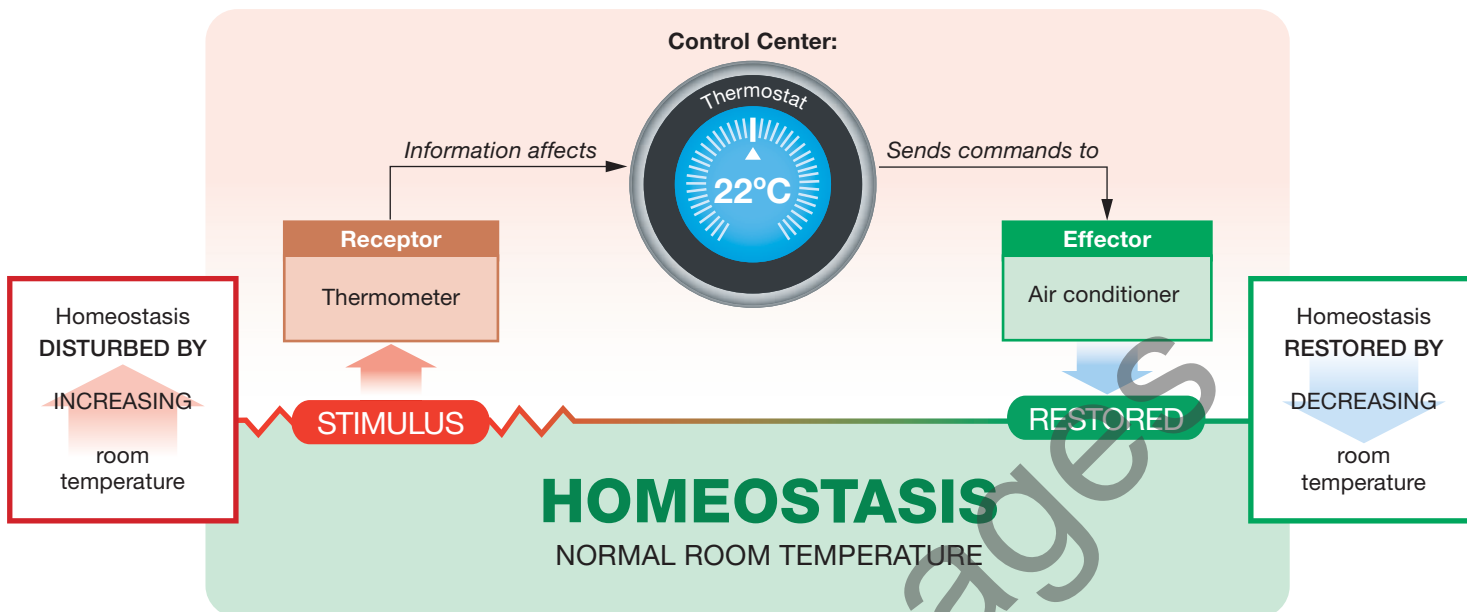 Control Center:
Thermostat
22°C
Information affects
Sends commands to
Receptor
Thermometer
Effector
Air conditioner
Homeostasis
DISTURBED BY
INCREASING
room
temperature
STIMULUS
RESTORED
Homeostasis
RESTORED BY
DECREASING
room
temperature
HOMEOSTASIS
NORMAL ROOM TEMPERATURE
ages